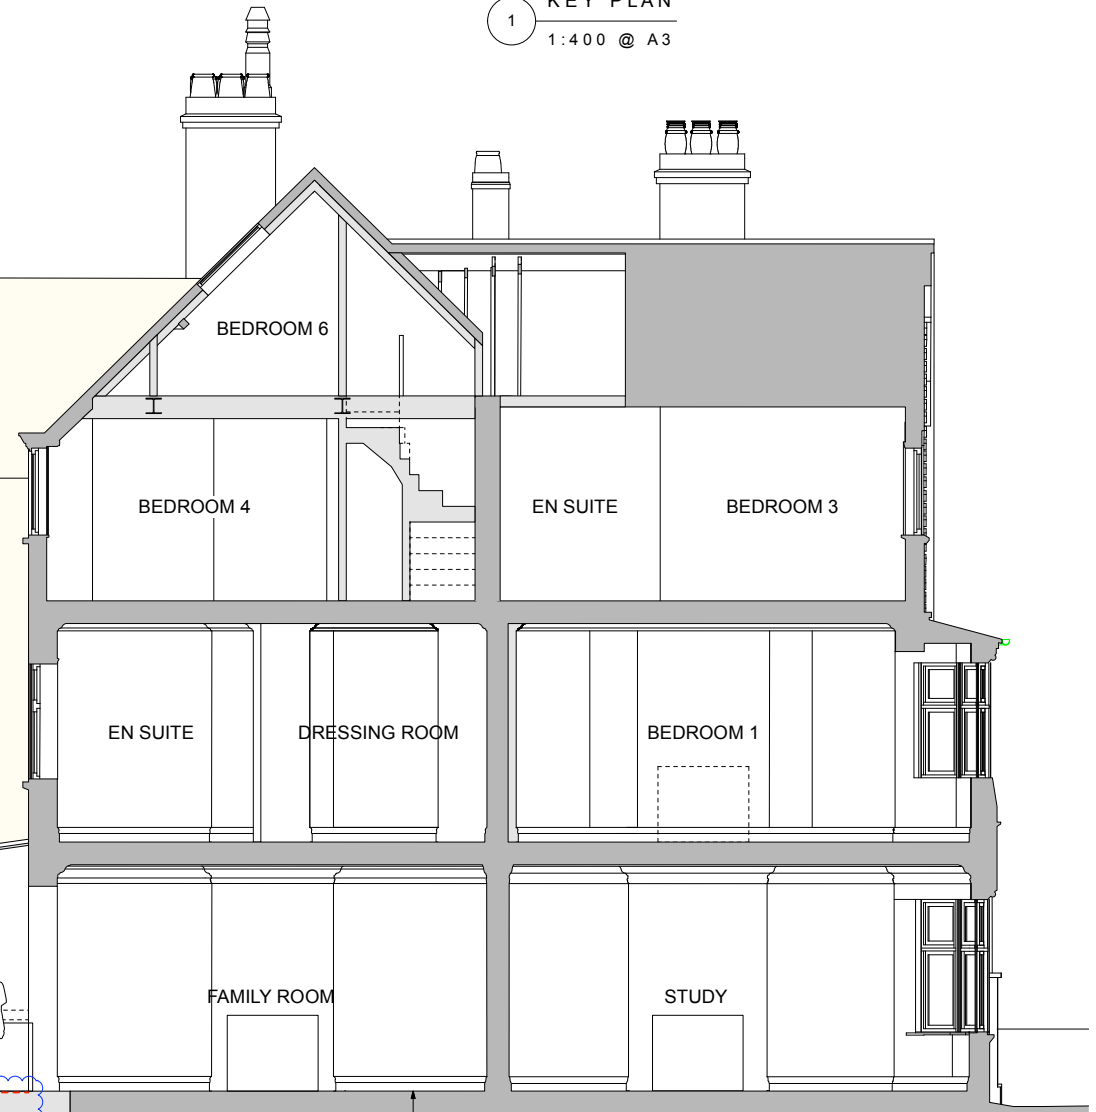 KEY PLAN
1
1:400 @ A3
BEDROOM 6
BEDROOM 4
EN SUITE
BEDROOM 3
EN SUITE
DRESSING ROOM
BEDROOM 1
FAMILY ROOM
STUDY